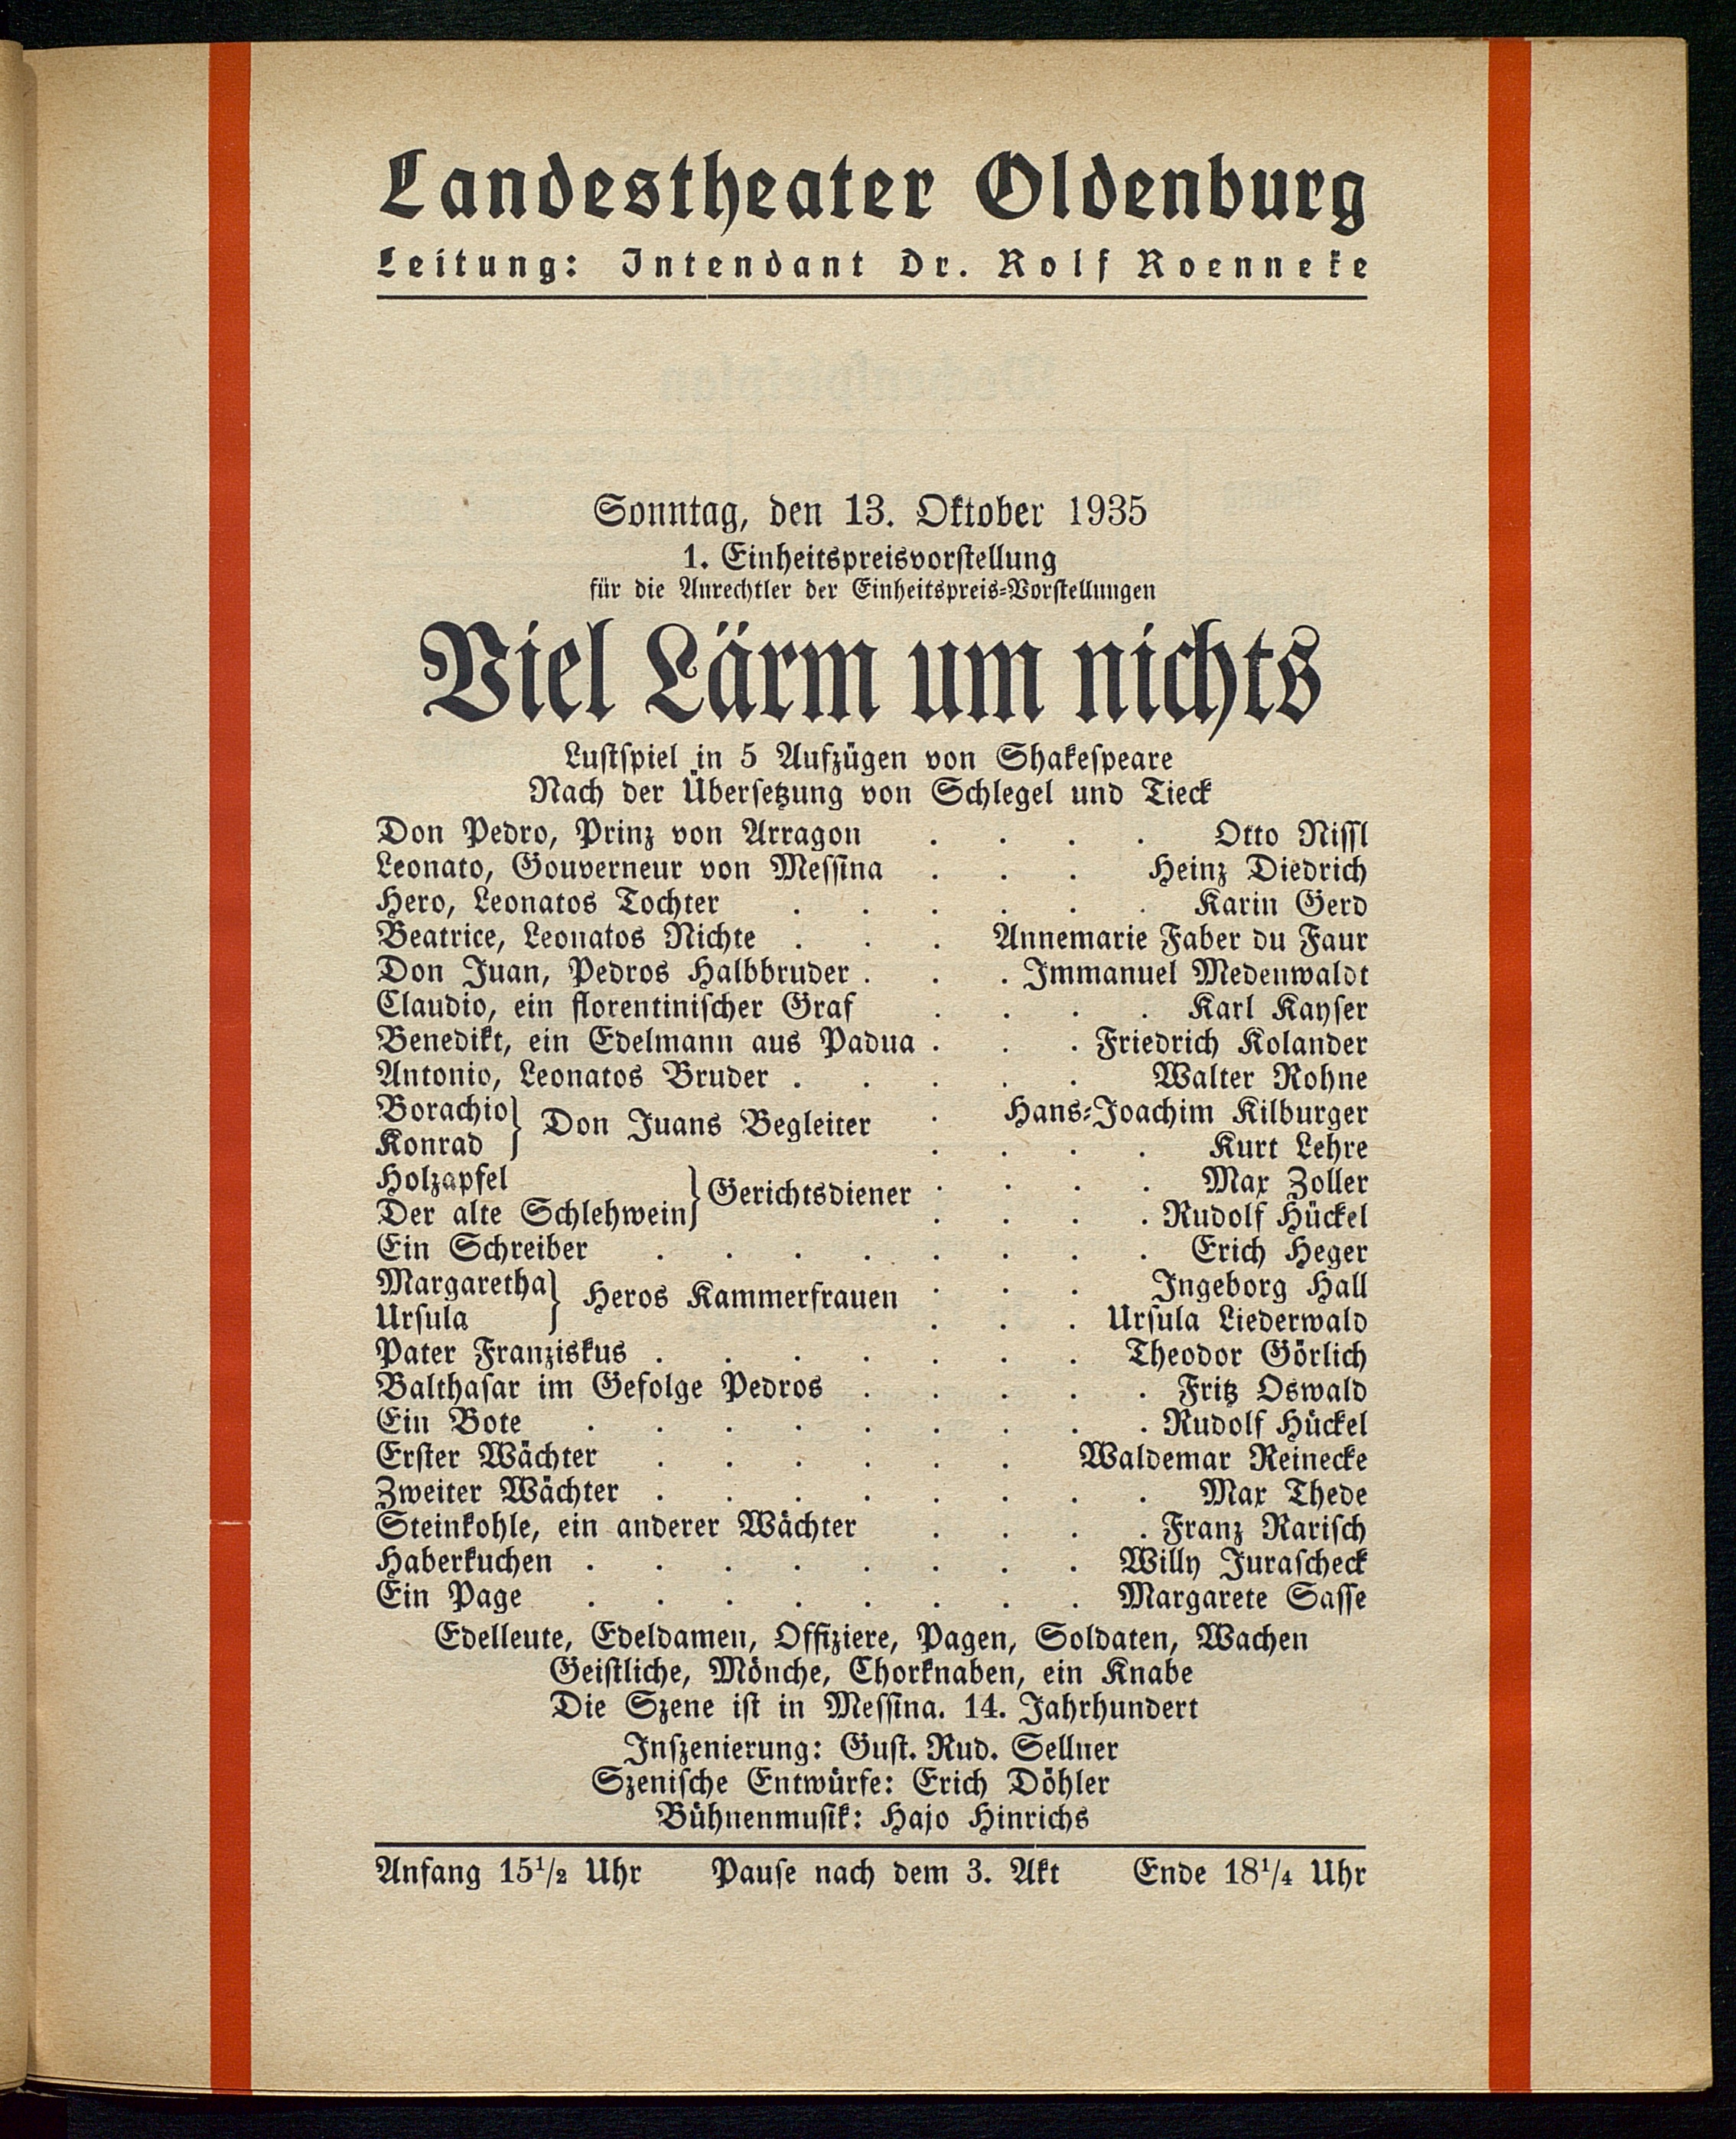 Landestheater Oldenburg
Leitung: Intendant Dr. Rolf Roenneke
Sonntag, den 13. Oktober 1935
1. Einheitspreisvorstellung
für die Anrechtler der Einheitspreis-Vorstellungen
Viel Lärm um nichts
Lustspiel in 5 Aufzügen von Shakespeare
Nach der Übersetzung von Schlegel und Tieck
Don Pedro, Prinz von Arragon . . . . Otto Nissl
Leonato, Gouverneur von Messina . . . Heinz Diedrich
Hero, Leonatos Tochter . . . . . . Karin Gerd
Beatrice, Leonatos Nichte . . . Annemarie Faber du Faur
Don Juan, Pedros Halbbruder . . . Immanuel Medenwaldt
Claudio, ein florentinischer Graf . . . . Karl Kayser
Benedikt, ein Edelmann aus Padua . . . Friedrich Kolander
Antonio, Leonatos Bruder . . . . . Walter Rohne
Borachio } Don Juans Begleiter . Hans-Joachim Kilburger
Konrad } . . . . Kurt Lehre
Holzapfel } Gerichtsdiener . . . . Max Zoller
Der alte Schlehwein } . . . . Rudolf Hückel
Ein Schreiber . . . . . . . . Erich Heger
Margaretha } Heros Kammerfrauen . . . Ingeborg Hall
Ursula } . . . Ursula Liederwald
Pater Franziskus . . . . . . . Theodor Görlich
Balthasar im Gefolge Pedros . . . . . Fritz Oswald
Ein Bote . . . . . . . . . Rudolf Hückel
Erster Wächter . . . . . . Waldemar Reinecke
Zweiter Wächter . . . . . . . . Max Thede
Steinkohle, ein anderer Wächter . . . . Franz Rarisch
Haberkuchen . . . . . . . . Willy Jurascheck
Ein Page . . . . . . . . Margarete Sasse
Edelleute, Edeldamen, Offiziere, Pagen, Soldaten, Wachen
Geistliche, Mönche, Chorknaben, ein Knabe
Die Szene ist in Messina. 14. Jahrhundert
Inszenierung: Gust. Rud. Sellner
Szenische Entwürfe: Erich Döhler
Bühnenmusik: Hajo Hinrichs
Anfang 15½ Uhr Pause nach dem 3. Akt Ende 18¼ Uhr